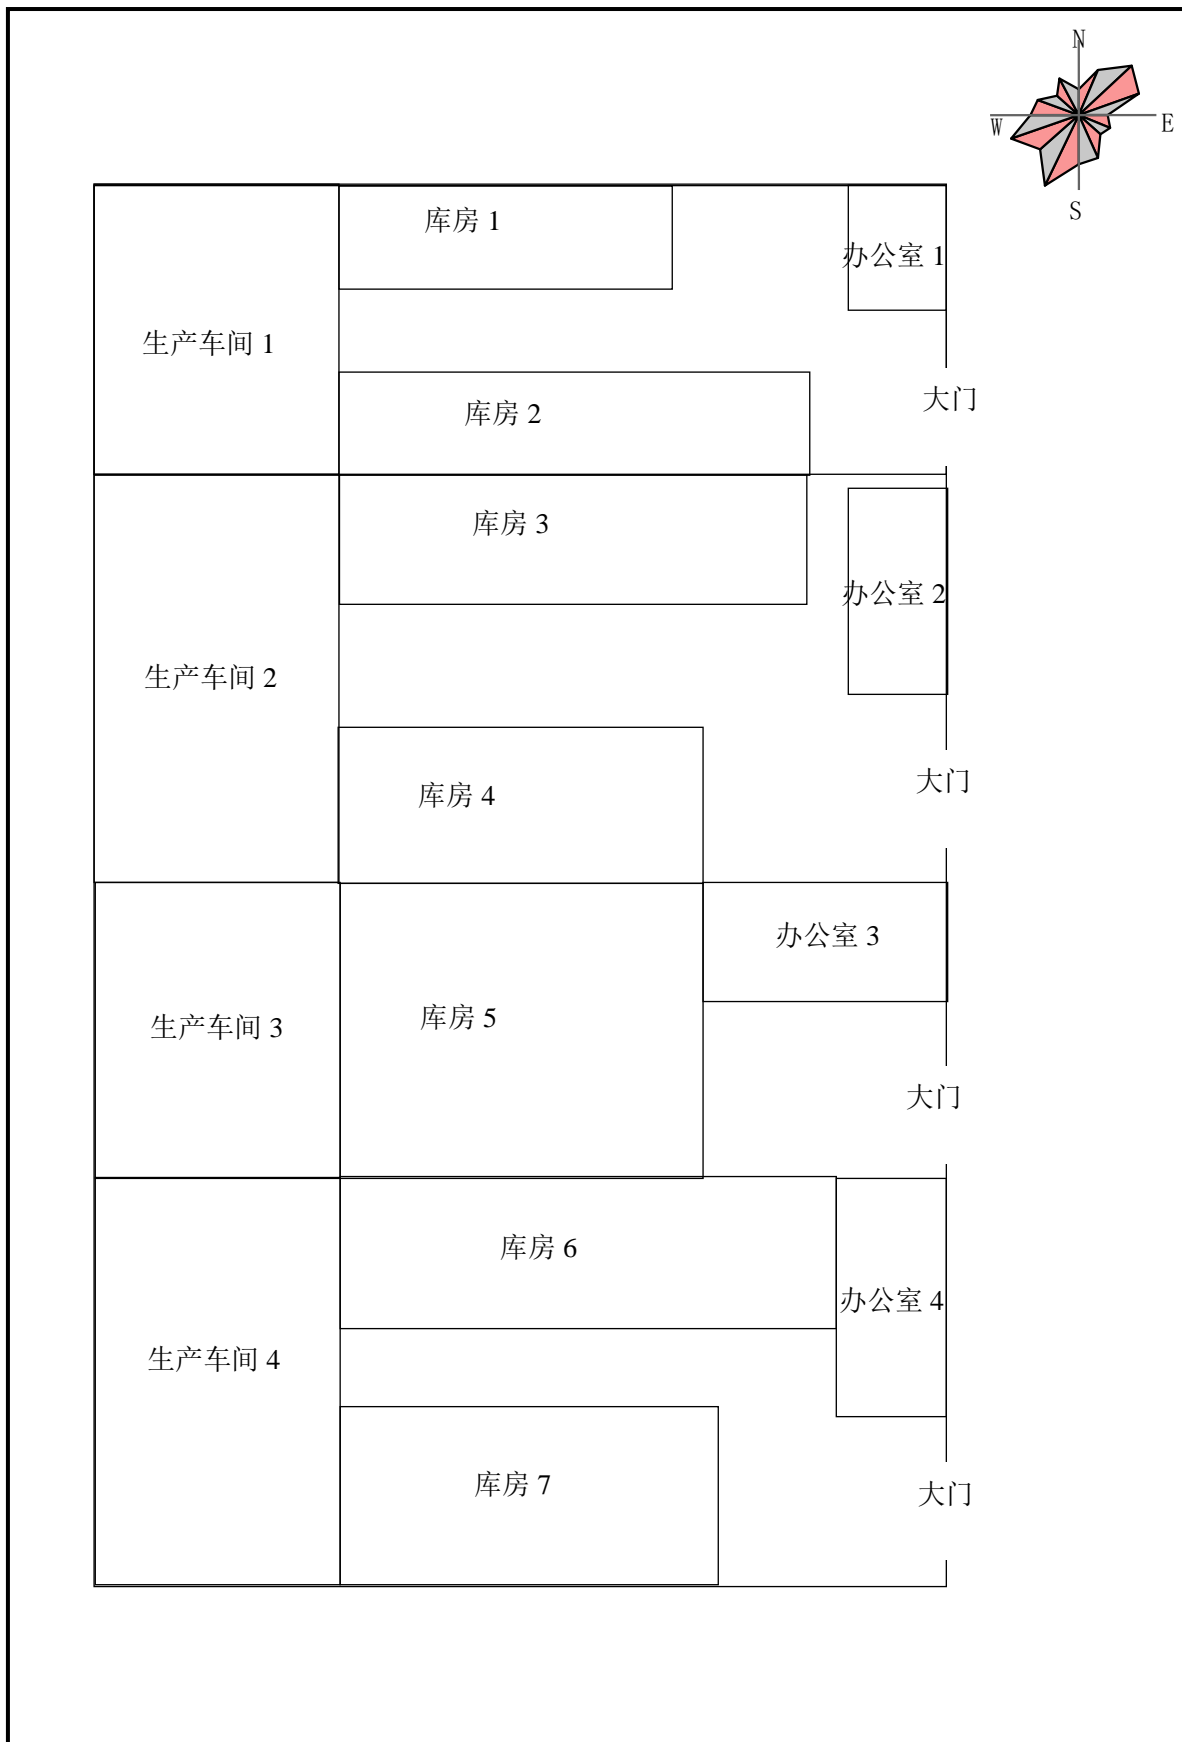 N
W
E
S
库房 1
办公室 1
生产车间 1
大门
库房 2
库房 3
办公室 2
生产车间 2
大门
库房 4
办公室 3
库房 5
生产车间 3
大门
库房 6
办公室 4
生产车间 4
库房 7
大门